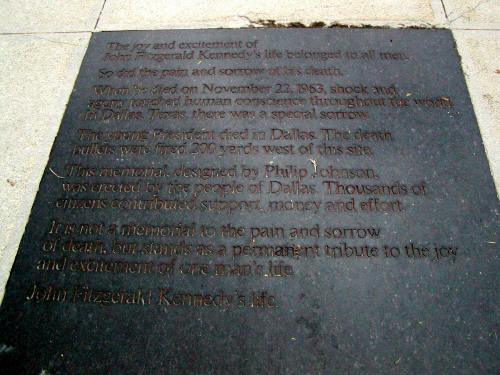 The joy and excitement of
John Fitzgerald Kennedy's life belonged to all men.
So did the pain and sorrow of his death.
When he died on November 22, 1963, shock and
agony touched human conscience throughout the world.
In Dallas, Texas, there was a special sorrow.
The young President died in Dallas. The death
bullets were fired 200 yards west of this site.
This memorial, designed by Philip Johnson,
was erected by the people of Dallas. Thousands of
citizens contributed support, money and effort.
It is not a memorial to the pain and sorrow
of death, but stands as a permanent tribute to the joy
and excitement of one man's life.
John Fitzgerald Kennedy's life.